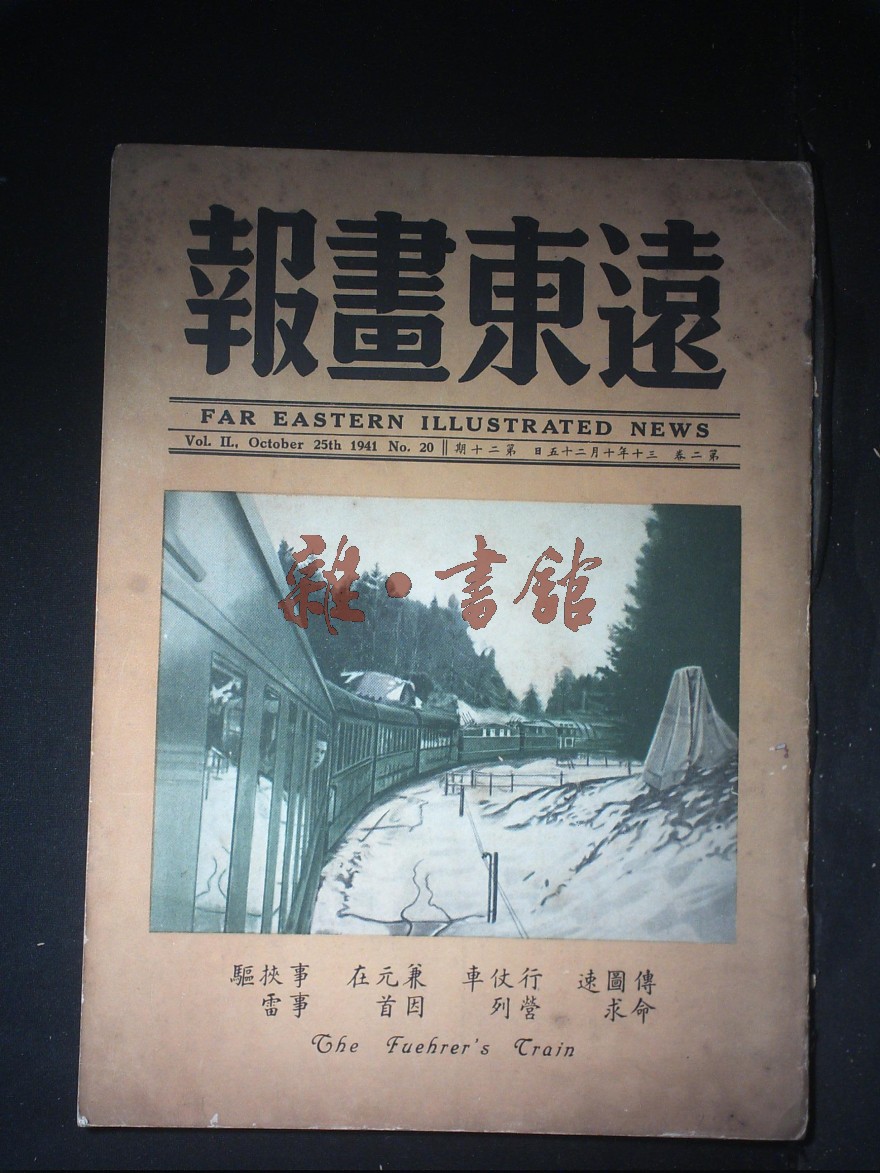 遠東畫報
FAR EASTERN ILLUSTRATED NEWS
Vol. II., October 25th 1941 No. 20
第二卷 三十年十月二十五日 第二十期
雜·書館
傳命圖求速
行營仗列車
兼因元首在
事事挾雷驅
The Fuehrer's Train